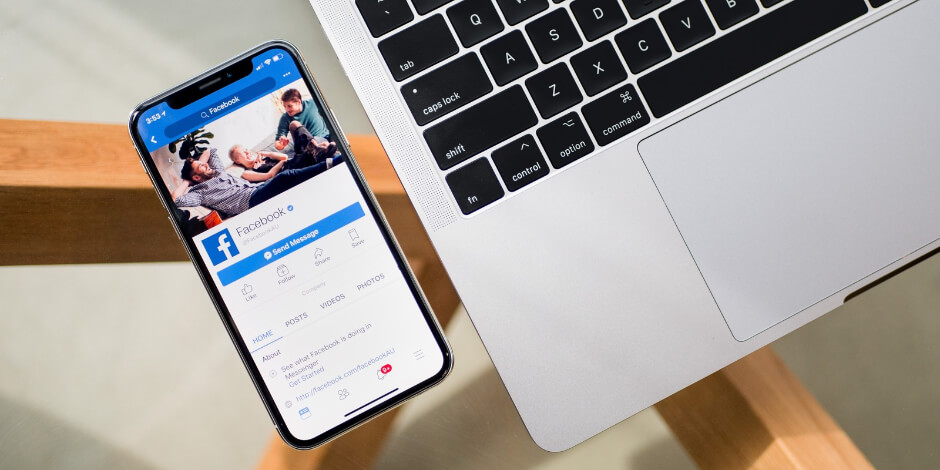 3:53
Facebook
Facebook
@FacebookAU
Send Message
Like
Follow
Share
Save
Company
HOME
POSTS
VIDEOS
PHOTOS
About
See what Facebook is doing in
Messenger
Get Started
http://facebook.com/facebookAU
9+
tab
Q
W
E
R
T
caps lock
A
S
D
F
shift
Z
X
C
V
B
fn
control
option
command